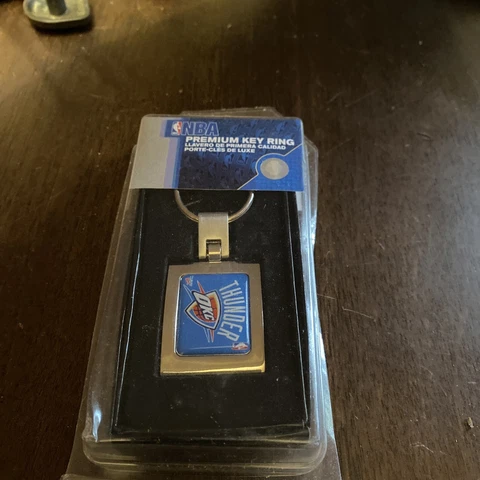 NBA
PREMIUM KEY RING
LLAVERO DE PRIMERA CALIDAD
PORTE-CLÉS DE LUXE
THUNDER
OKC